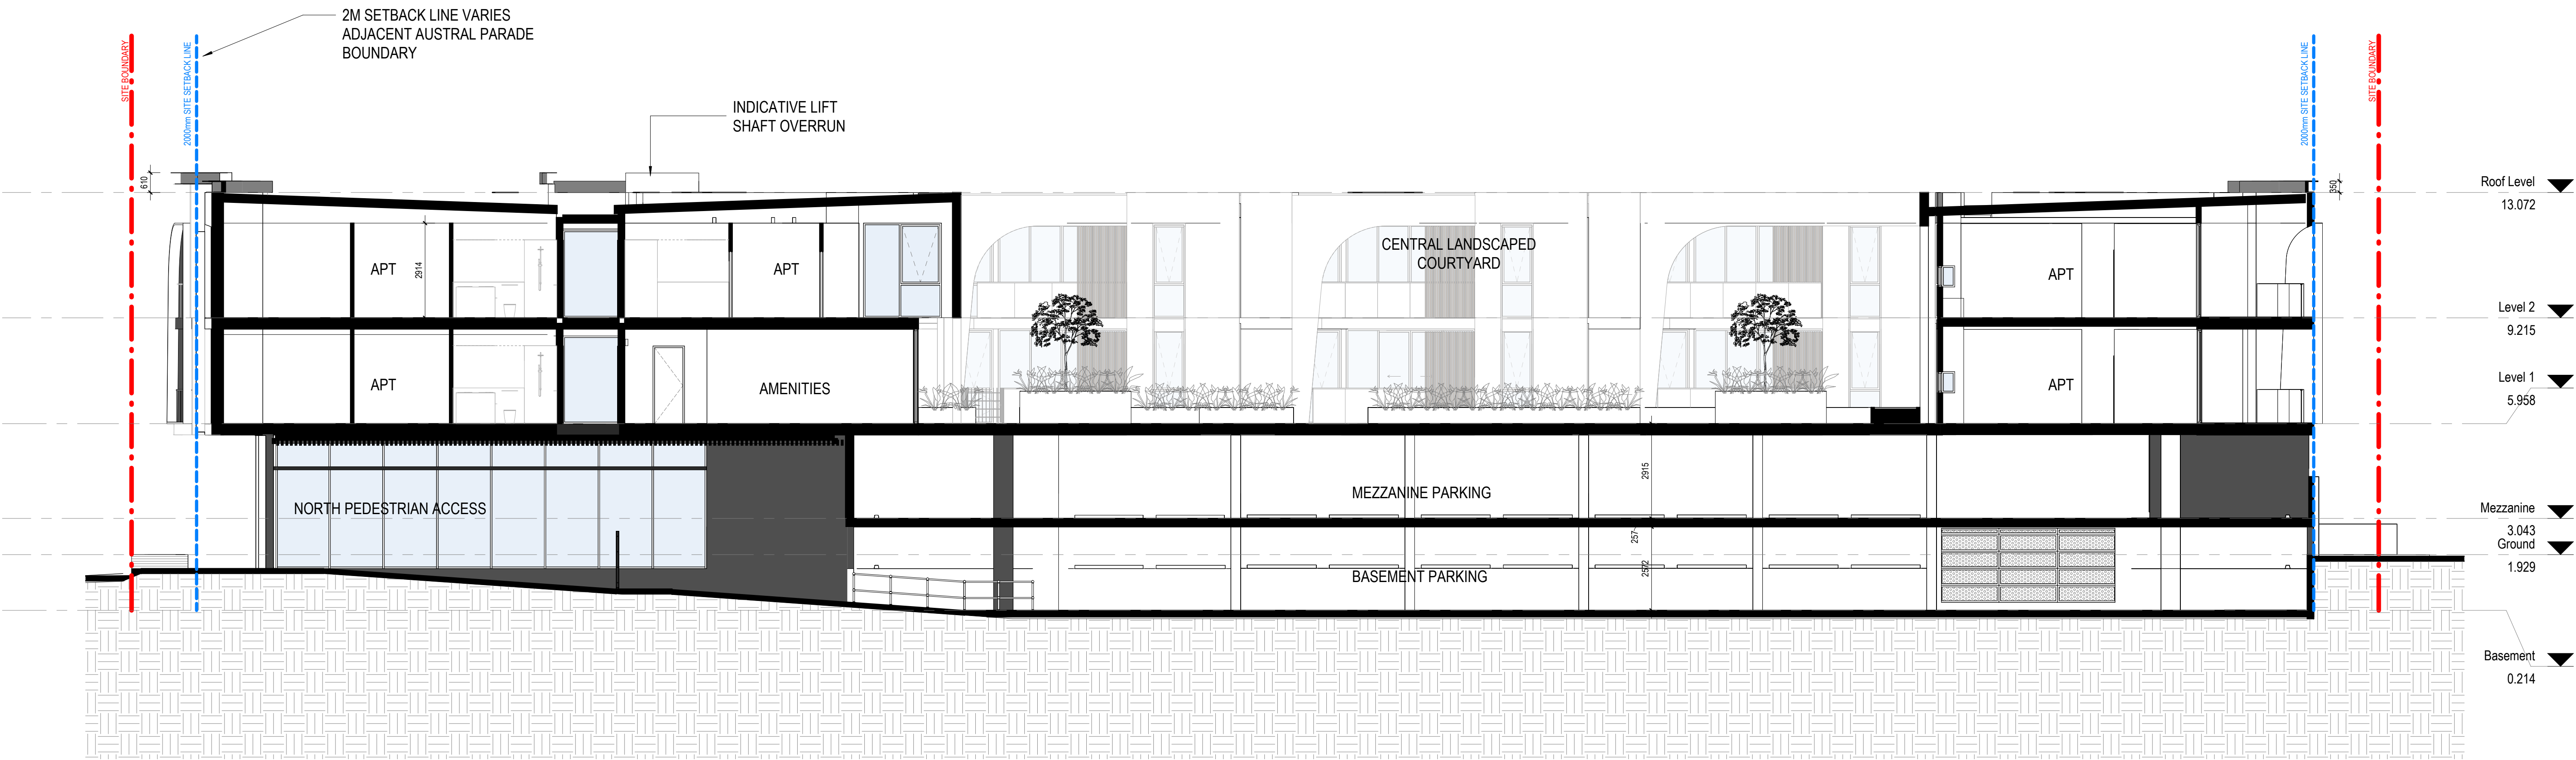 2M SETBACK LINE VARIES
ADJACENT AUSTRAL PARADE
BOUNDARY
SITE BOUNDARY
2000mm SITE SETBACK LINE
INDICATIVE LIFT
SHAFT OVERRUN
2000mm SITE SETBACK LINE
SITE BOUNDARY
610
350
Roof Level
13.072
CENTRAL LANDSCAPED
COURTYARD
APT
2914
APT
APT
Level 2
9.215
APT
AMENITIES
APT
Level 1
5.958
2915
NORTH PEDESTRIAN ACCESS
MEZZANINE PARKING
Mezzanine
3.043
257
Ground
1.929
2572
BASEMENT PARKING
Basement
0.214